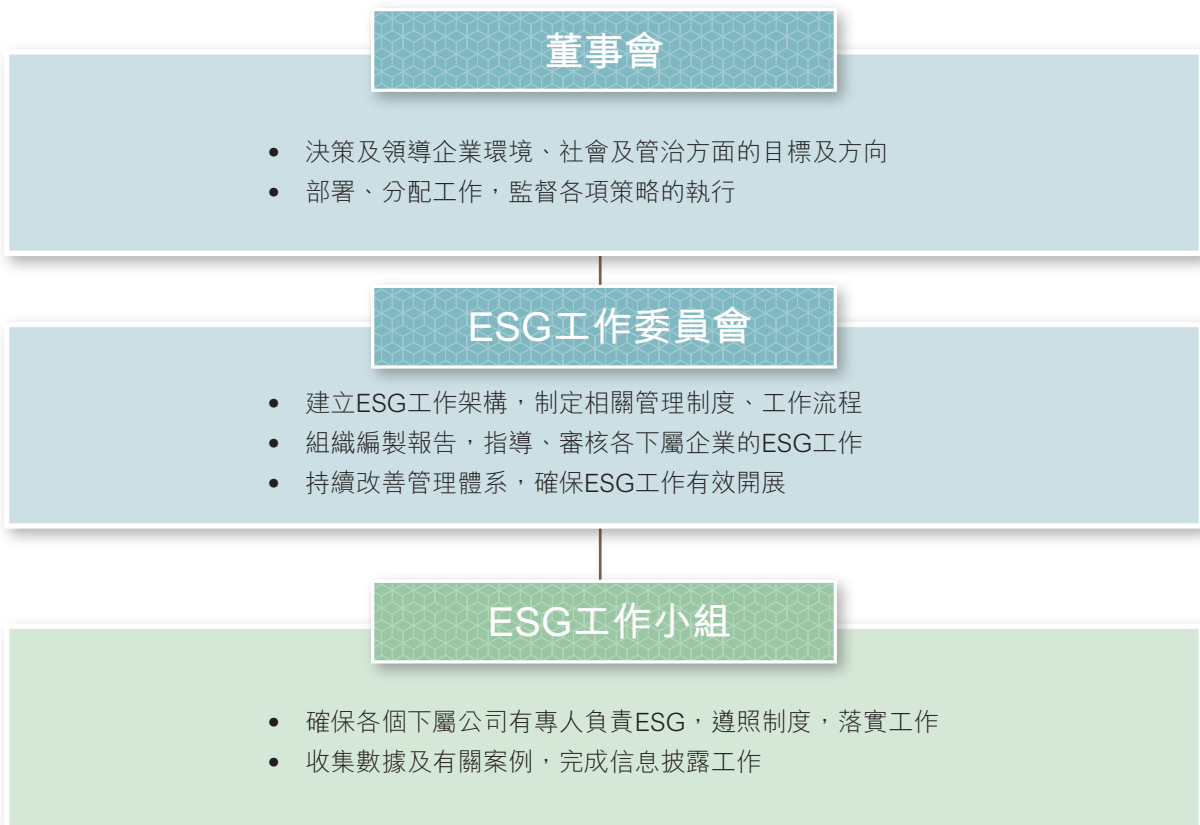 董事會
• 決策及領導企業環境、社會及管治方面的目標及方向
• 部署、分配工作，監督各項策略的執行
ESG工作委員會
• 建立ESG工作架構，制定相關管理制度、工作流程
• 組織編製報告，指導、審核各下屬企業的ESG工作
• 持續改善管理體系，確保ESG工作有效開展
ESG工作小組
• 確保各個下屬公司有專人負責ESG，遵照制度，落實工作
• 收集數據及有關案例，完成信息披露工作